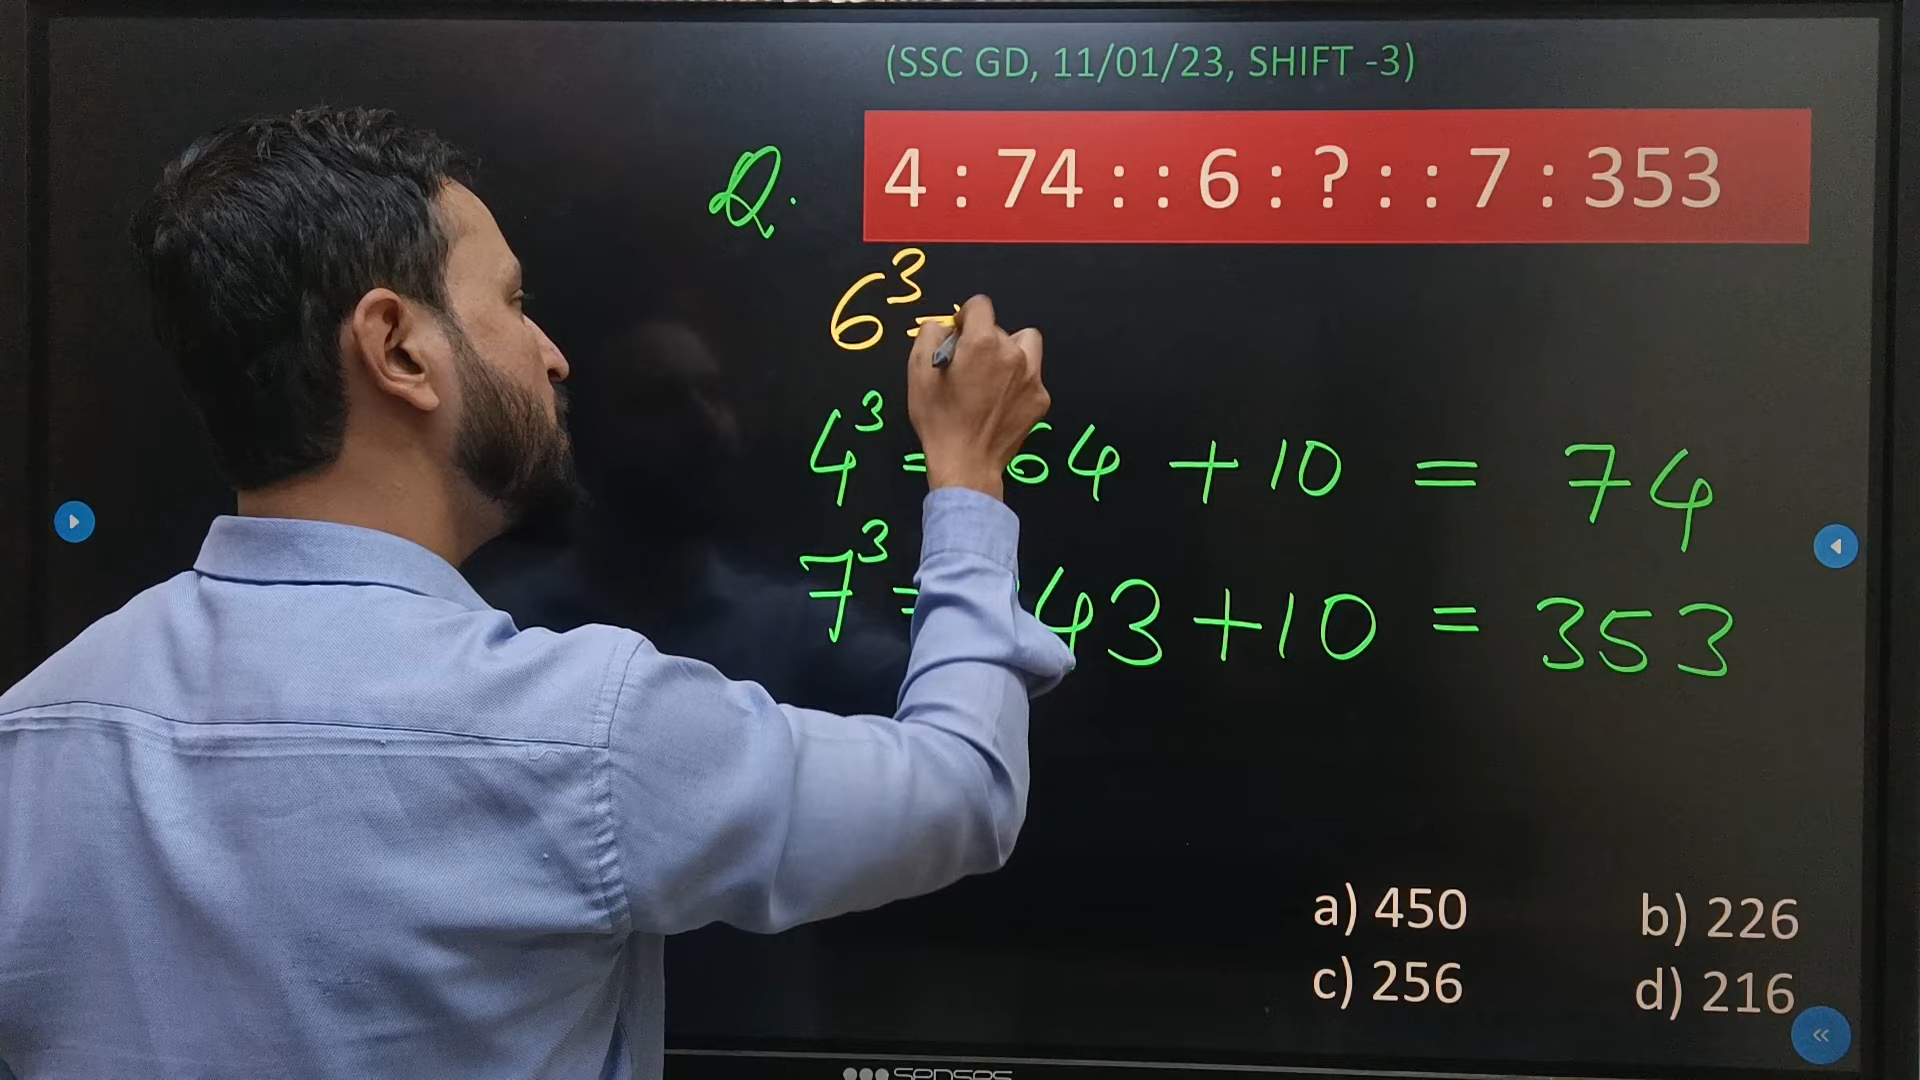 (SSC GD, 11/01/23, SHIFT -3)
Q. 4 : 74 : : 6 : ? : : 7 : 353
6³ =
4³ = 64 + 10 = 74
7³ = 43 + 10 = 353
a) 450 b) 226
c) 256 d) 216